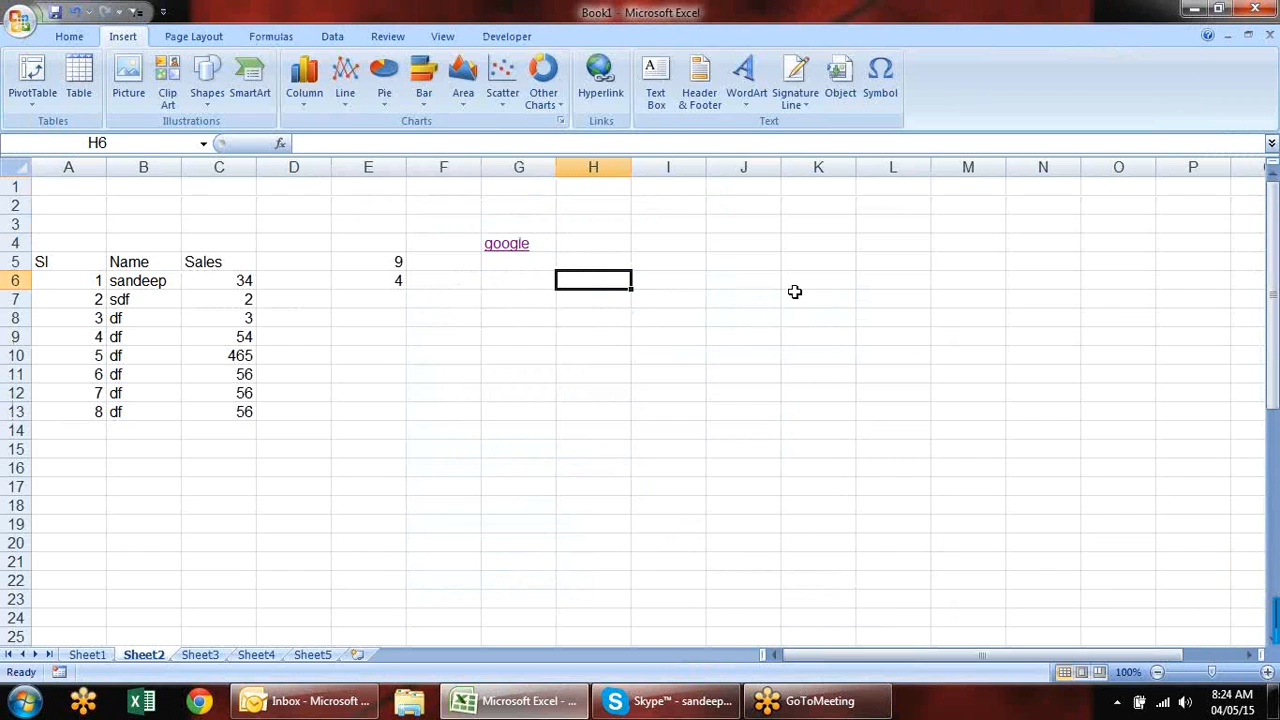 Book1 - Microsoft Excel
Home Insert Page Layout Formulas Data Review View Developer
PivotTable Table Picture Clip Art Shapes SmartArt Column Line Pie Bar Area Scatter Other Charts Hyperlink Text Box Header & Footer WordArt Signature Line Object Symbol
Tables Illustrations Charts Links Text
H6 fx
A B C D E F G H I J K L M N O P
1
2
3
4 google
5 Sl Name Sales 9
6 1 sandeep 34 4
7 2 sdf 2
8 3 df 3
9 4 df 54
10 5 df 465
11 6 df 56
12 7 df 56
13 8 df 56
14
15
16
17
18
19
20
21
22
23
24
25
Sheet1 Sheet2 Sheet3 Sheet4 Sheet5
Ready 100%
Inbox - Microsoft ... Microsoft Excel - ... Skype™ - sandeep... GoToMeeting 8:24 AM
04/05/15